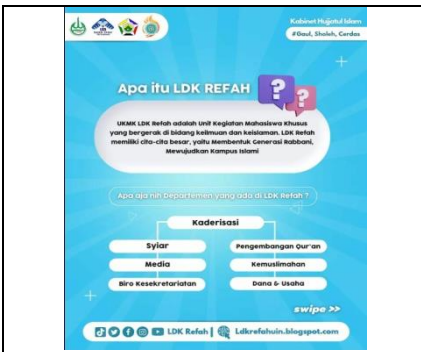 Kabinet Hujjatul Islam
#Gaul, Sholeh, Cerdas
Apa itu LDK REFAH
UKMK LDK Refah adalah Unit Kegiatan Mahasiswa Khusus
yang bergerak di bidang keilmuan dan keislaman. LDK Refah
memiliki cita-cita besar, yaitu Membentuk Generasi Rabbani,
Mewujudkan Kampus Islami
Apa aja nih Departemen yang ada di LDK Refah ?
Kaderisasi
Syiar
Pengembangan Qur'an
Media
Kemuslimahan
Biro Kesekretariatan
Dana & Usaha
swipe >>
LDK Refah | Ldkrefahuin.blogspot.com